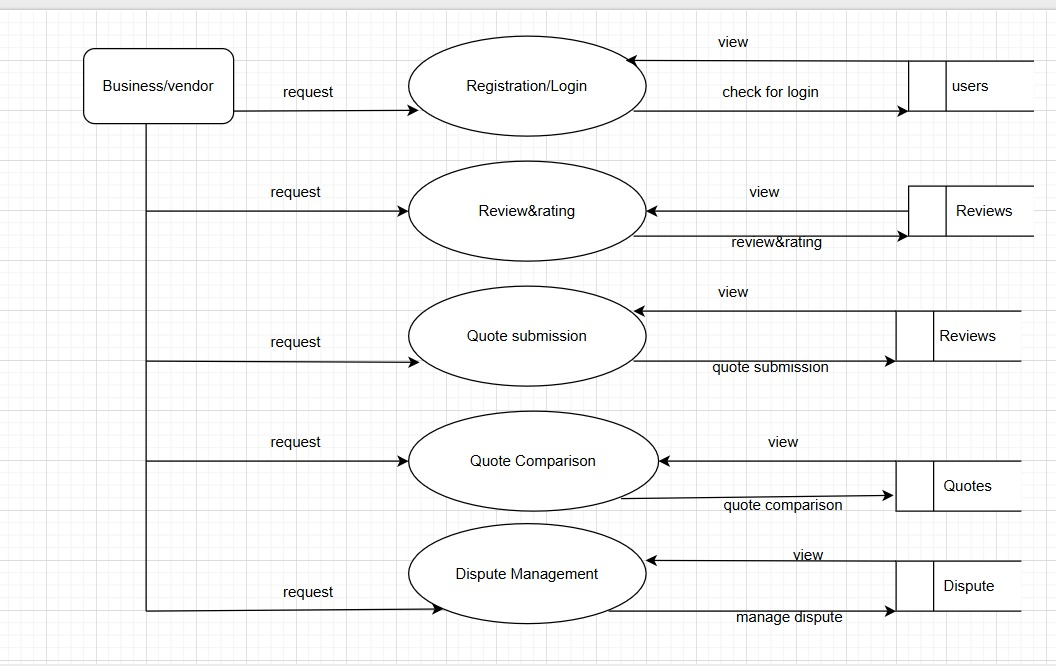 view
Business/vendor
Registration/Login
users
request
check for login
request
view
Review&rating
Reviews
review&rating
view
request
Quote submission
Reviews
quote submission
request
view
Quote Comparison
Quotes
quote comparison
view
Dispute Management
Dispute
request
manage dispute